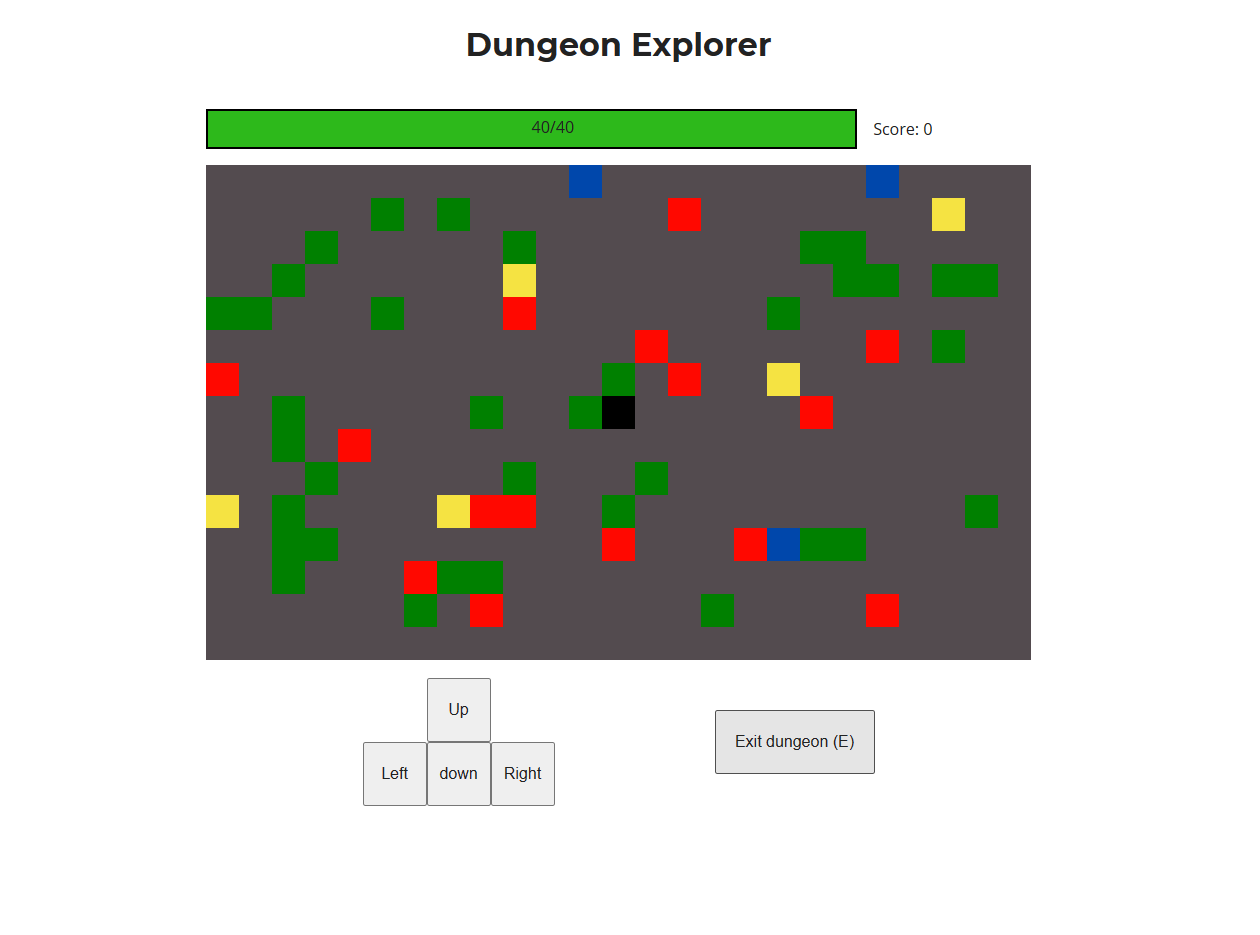 Dungeon Explorer
40/40
Score: 0
Up
Left
down
Right
Exit dungeon (E)